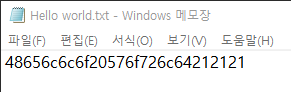 Hello world.txt - Windows 메모장
파일(F) 편집(E) 서식(O) 보기(V) 도움말(H)
48656c6c6f20576f726c64212121